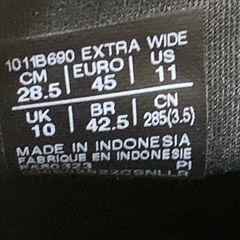 1011B690 EXTRA WIDE
CM EURO US
28.5 45 11
UK BR CN
10 42.5 285(3.5)
MADE IN INDONESIA
FABRIQUE EN INDONESIE
PI